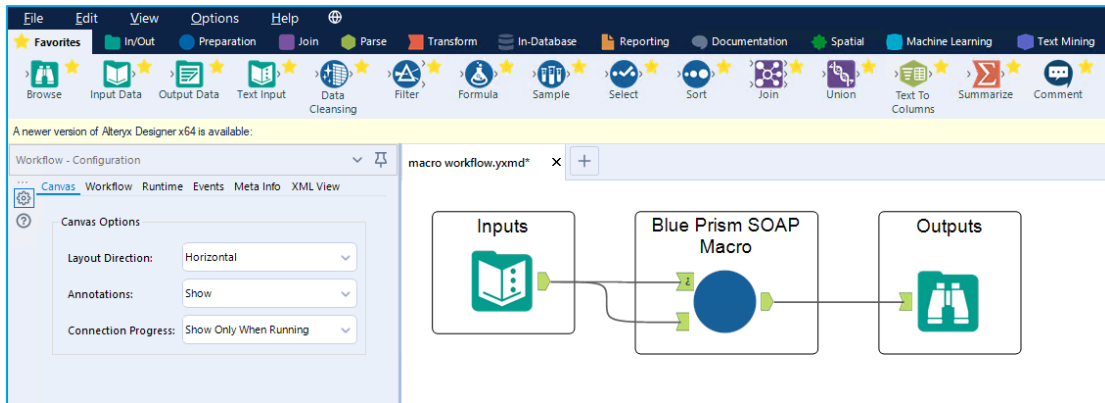 File Edit View Options Help
Favorites In/Out Preparation Join Parse Transform In-Database Reporting Documentation Spatial Machine Learning Text Mining
Browse Input Data Output Data Text Input Data Cleansing Filter Formula Sample Select Sort Join Union Text To Columns Summarize Comment
A newer version of Alteryx Designer x64 is available:
Workflow - Configuration
macro workflow.yxmd*
Canvas Workflow Runtime Events Meta Info XML View
Canvas Options
Layout Direction: Horizontal
Annotations: Show
Connection Progress: Show Only When Running
Inputs
Blue Prism SOAP
Macro
¿
Outputs